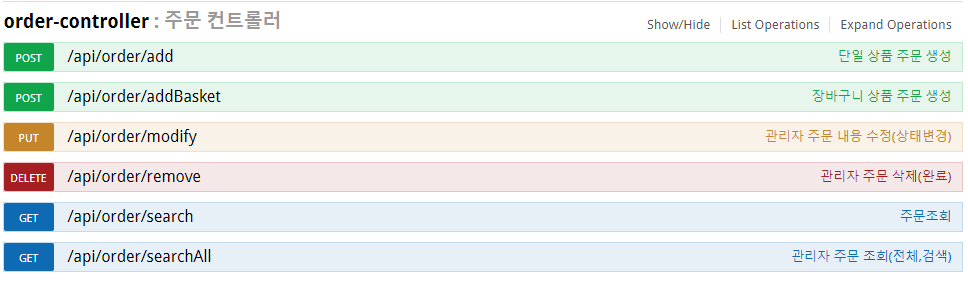 order-controller : 주문 컨트롤러 Show/Hide List Operations Expand Operations
POST /api/order/add 단일 상품 주문 생성
POST /api/order/addBasket 장바구니 상품 주문 생성
PUT /api/order/modify 관리자 주문 내용 수정(상태변경)
DELETE /api/order/remove 관리자 주문 삭제(완료)
GET /api/order/search 주문조회
GET /api/order/searchAll 관리자 주문 조회(전체,검색)